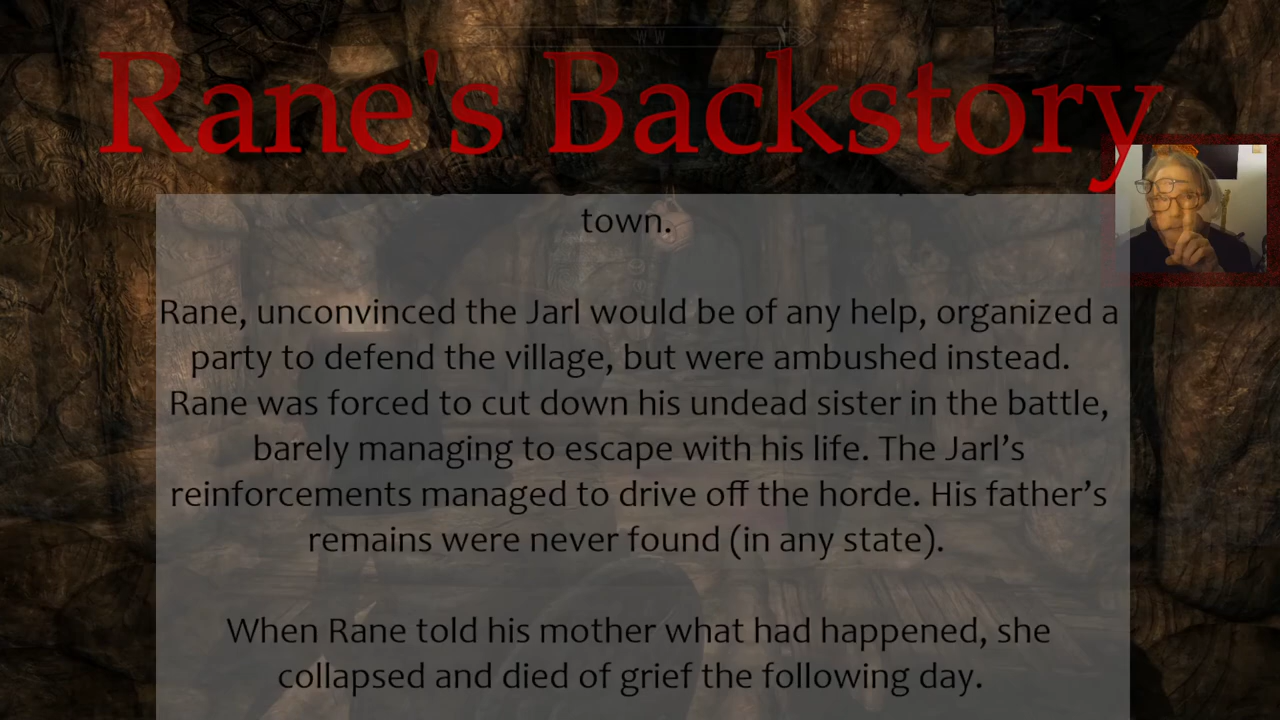 Rane's Backstory
town.
Rane, unconvinced the Jarl would be of any help, organized a
party to defend the village, but were ambushed instead.
Rane was forced to cut down his undead sister in the battle,
barely managing to escape with his life. The Jarl’s
reinforcements managed to drive off the horde. His father’s
remains were never found (in any state).
When Rane told his mother what had happened, she
collapsed and died of grief the following day.